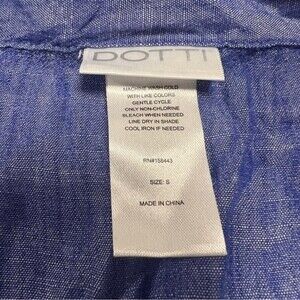 DOTTI
MACHINE WASH COLD
WITH LIKE COLORS
GENTLE CYCLE
ONLY NON-CHLORINE
BLEACH WHEN NEEDED
LINE DRY IN SHADE
COOL IRON IF NEEDED
RN#158443
SIZE: S
MADE IN CHINA